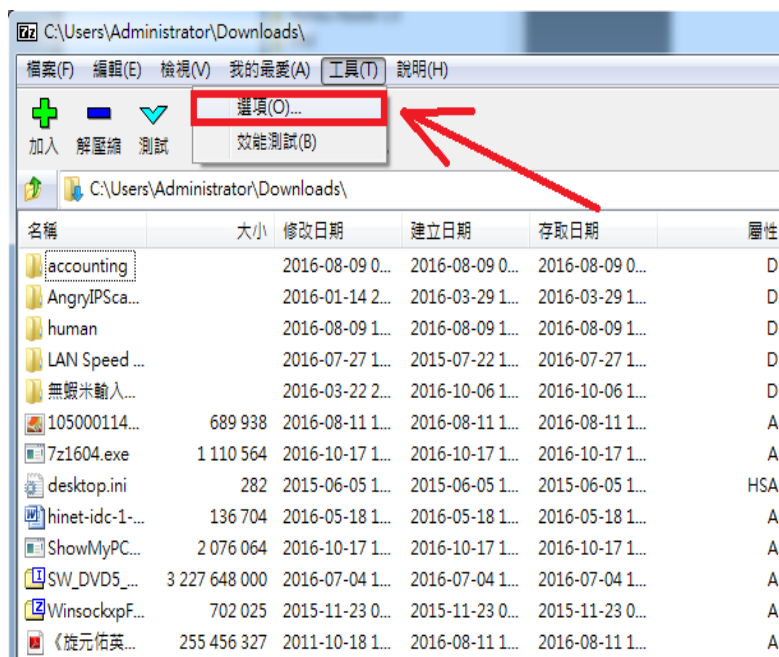 7z C:\Users\Administrator\Downloads\
檔案(F) 編輯(E) 檢視(V) 我的最愛(A) 工具(T) 說明(H)
選項(O)...
效能測試(B)
加入 解壓縮 測試
C:\Users\Administrator\Downloads\
名稱 大小 修改日期 建立日期 存取日期 屬性
accounting 2016-08-09 0... 2016-08-09 0... 2016-08-09 0... D
AngryIPSca... 2016-01-14 2... 2016-03-29 1... 2016-03-29 1... D
human 2016-08-09 1... 2016-08-09 1... 2016-08-09 1... D
LAN Speed ... 2016-07-27 1... 2015-07-22 1... 2016-07-27 1... D
無蝦米輸入... 2016-03-22 2... 2016-10-06 1... 2016-10-06 1... D
105000114... 689 938 2016-08-11 1... 2016-08-11 1... 2016-08-11 1... A
7z1604.exe 1 110 564 2016-10-17 1... 2016-10-17 1... 2016-10-17 1... A
desktop.ini 282 2015-06-05 1... 2015-06-05 1... 2015-06-05 1... HSA
hinet-idc-1-... 136 704 2016-05-18 1... 2016-05-18 1... 2016-05-18 1... A
ShowMyPC... 2 076 064 2016-10-17 1... 2016-10-17 1... 2016-10-17 1... A
SW_DVD5_... 3 227 648 000 2016-07-04 1... 2016-07-04 1... 2016-07-04 1... A
WinsockxpF... 702 025 2015-11-23 0... 2015-11-23 0... 2015-11-23 0... A
《旋元佑英... 255 456 327 2011-10-18 1... 2016-08-11 1... 2016-08-11 1... A